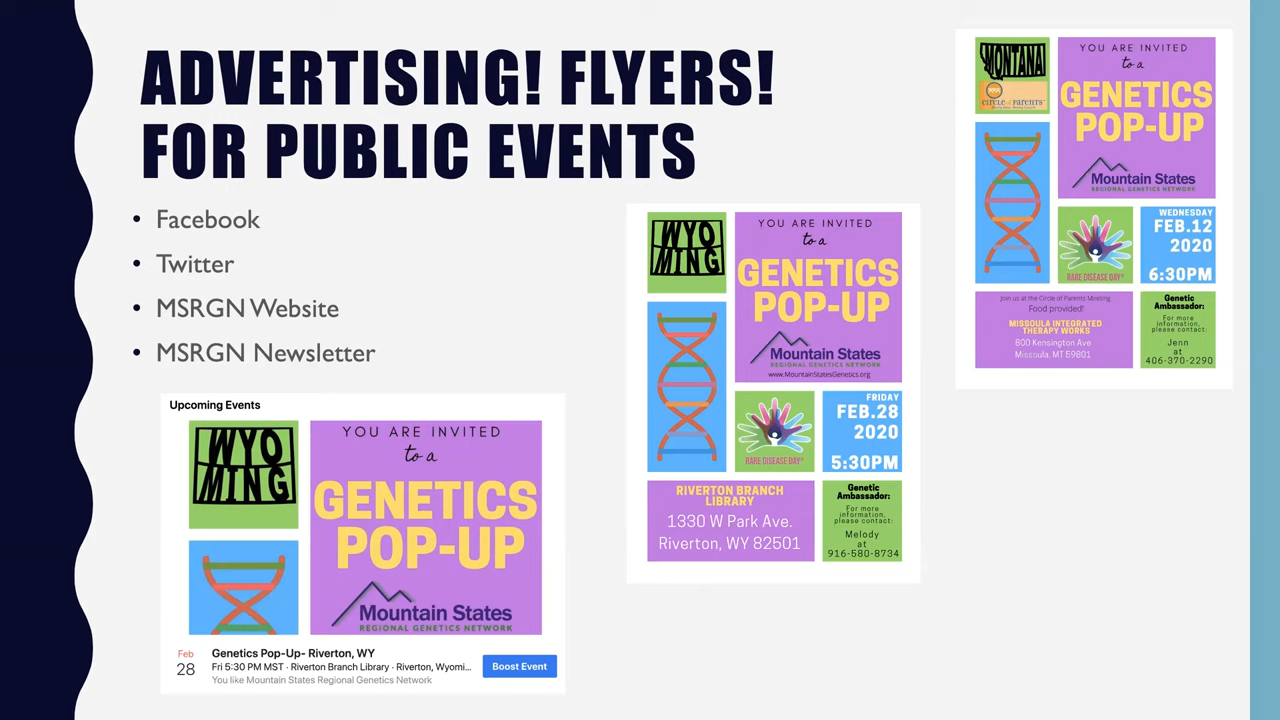 ADVERTISING! FLYERS!
FOR PUBLIC EVENTS
• Facebook
• Twitter
• MSRGN Website
• MSRGN Newsletter
Upcoming Events
WYO
MING
YOU ARE INVITED
to a
GENETICS
POP-UP
Mountain States
REGIONAL GENETICS NETWORK
Feb
28
Genetics Pop-Up- Riverton, WY
Fri 5:30 PM MST · Riverton Branch Library · Riverton, Wyomi...
You like Mountain States Regional Genetics Network
Boost Event
WYO
MING
YOU ARE INVITED
to a
GENETICS
POP-UP
Mountain States
REGIONAL GENETICS NETWORK
www.MountainStatesGenetics.org
RARE DISEASE DAY®
FRIDAY
FEB.28
2020
5:30PM
RIVERTON BRANCH
LIBRARY
1330 W Park Ave.
Riverton, WY 82501
Genetic
Ambassador:
For more
information,
please contact:
Melody
at
916-580-8734
MONTANA
CIRCLE of PARENTS
YOU ARE INVITED
to a
GENETICS
POP-UP
Mountain States
REGIONAL GENETICS NETWORK
RARE DISEASE DAY®
WEDNESDAY
FEB.12
2020
6:30PM
Join us at the Circle of Parents Meeting.
Food provided!
MISSOULA INTEGRATED
THERAPY WORKS
800 Kensington Ave
Missoula, MT 59801
Genetic
Ambassador:
For more
information,
please contact:
Jenn
at
406-370-2290